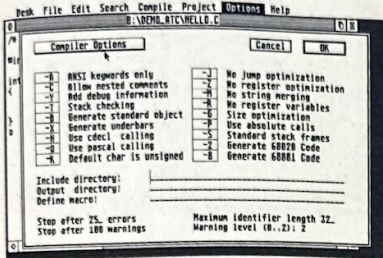 Desk File Edit Search Compile Project Options Help
B:\DEMO_ATC\HELLO.C
Compiler Options
Cancel
OK
-A ANSI keywords only
-C Allow nested comments
-Y Add debug information
-T Stack checking
Generate standard object
-X Generate underbars
-H Use cdecl calling
-Q Use pascal calling
-K Default char is unsigned
-J No jump optimization
No register optimization
-M No string merging
-R No register variables
-G Size optimization
-P Use absolute calls
-S Standard stack frames
-2 Generate 68020 Code
-8 Generate 68881 Code
Include directory:
Output directory:
Define macro:
Stop after 25_ errors
Stop after 100 warnings
Maximum identifier length 32_
Warning level (0..2): 2